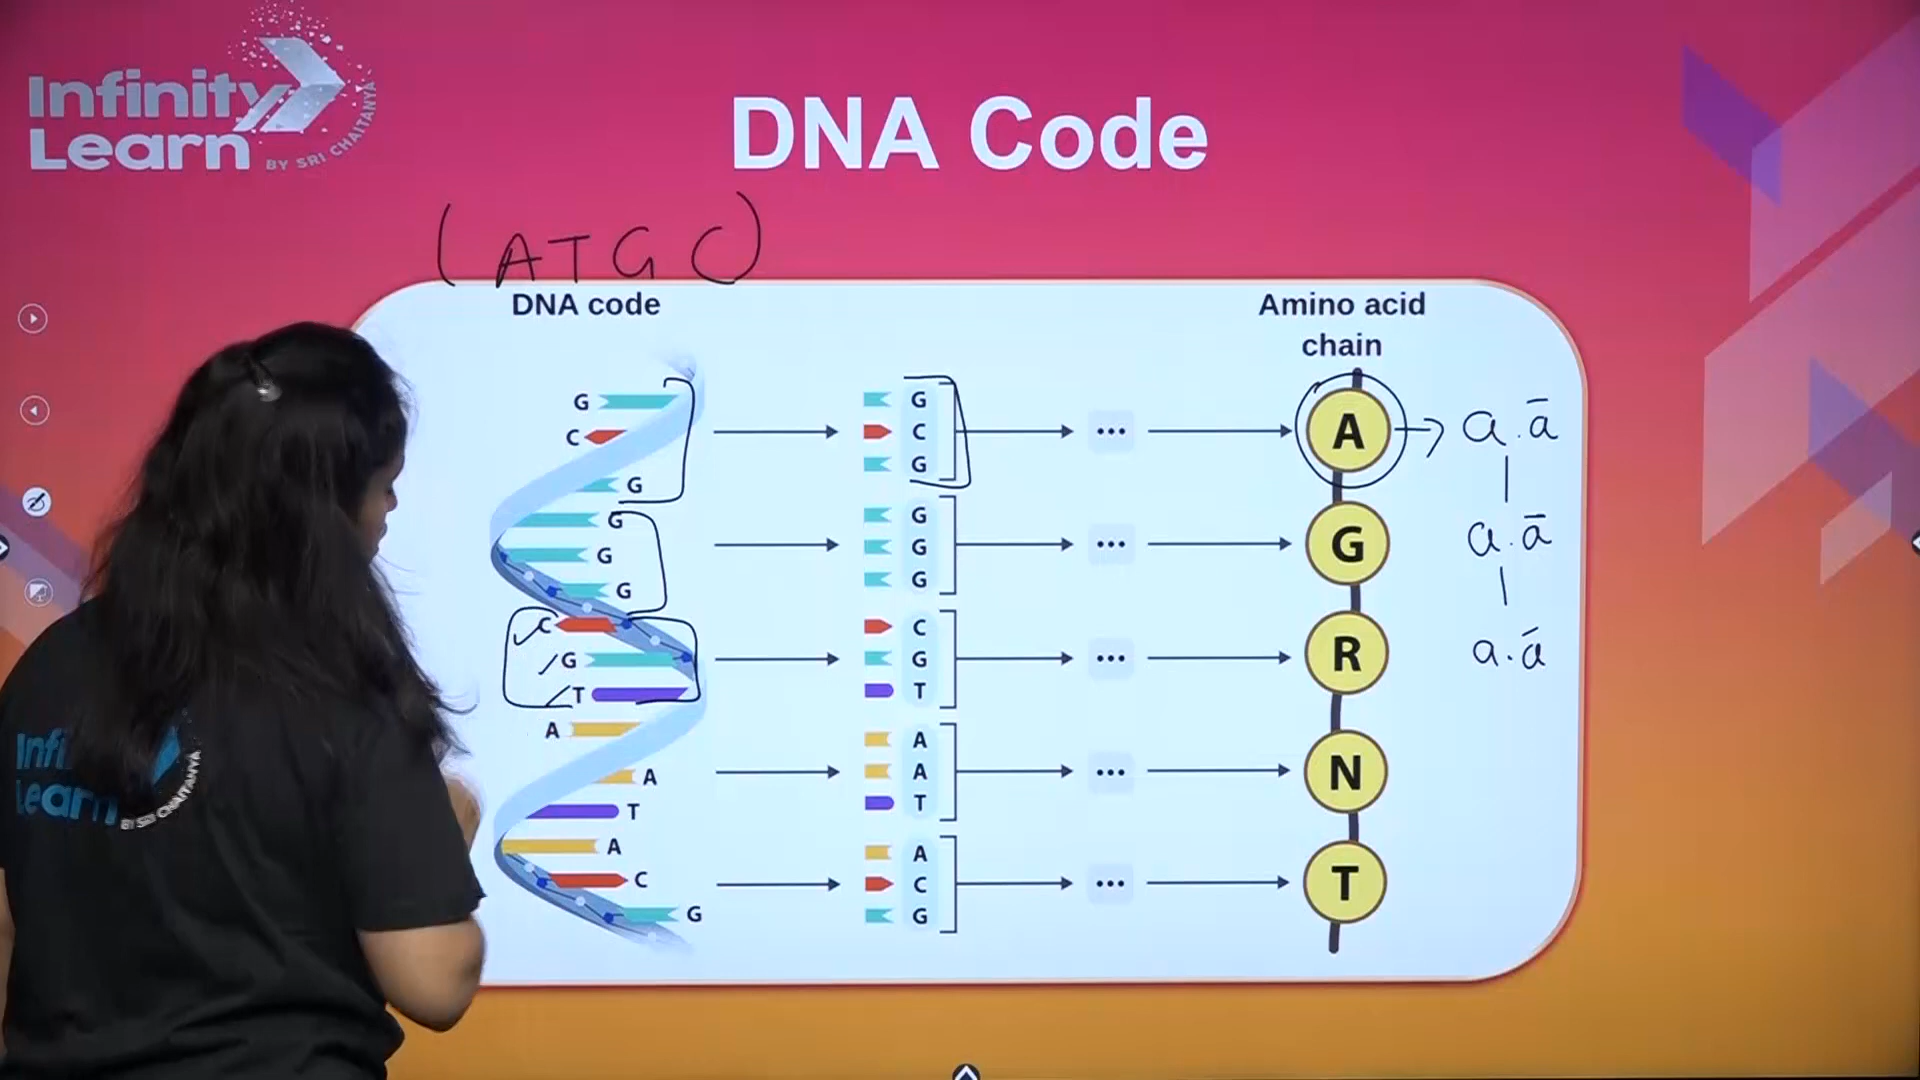 Infinity
Learn
BY SRI CHAITANYA
DNA Code
(ATGC)
DNA code
Amino acid
chain
G
C
G
G
G
G
C
G
T
A
A
T
A
C
G
G
C
G
G
G
G
C
G
T
A
A
T
A
C
G
...
...
...
...
...
A
G
R
N
T
a.ā
a.ā
a.ā
Infi
Learn
BY SRI CHAITANYA